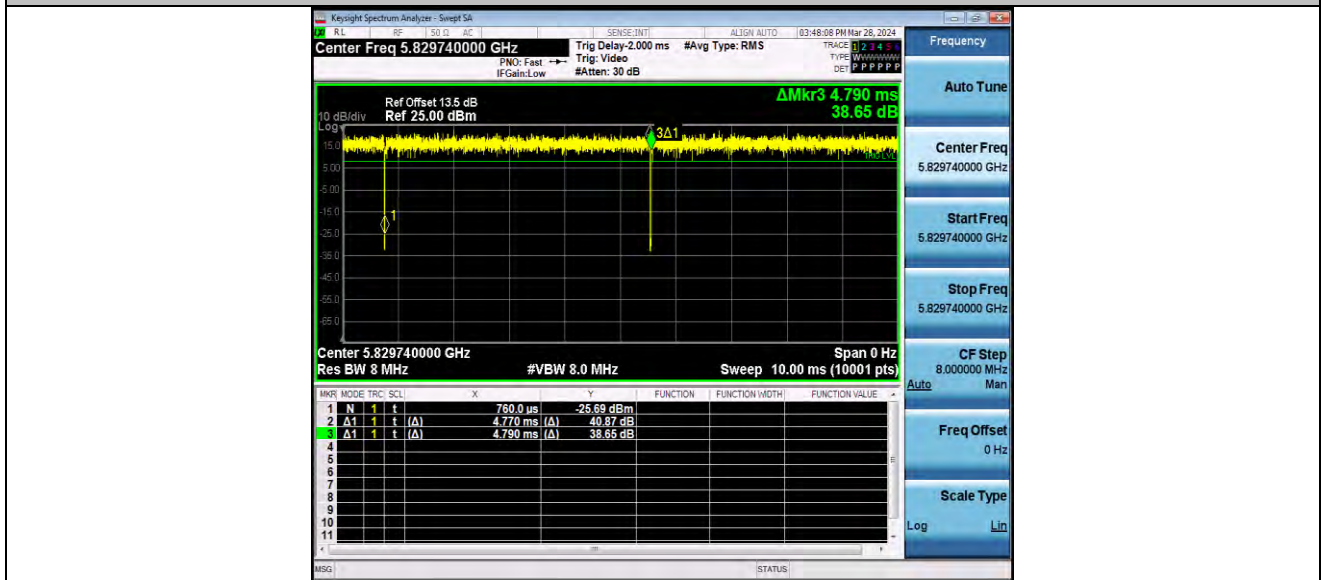 Keysight Spectrum Analyzer - Swept SA
RL RF 50 Ω AC SENSE:INT ALIGN AUTO 03:48:08 PM Mar 28, 2024
Center Freq 5.829740000 GHz Trig Delay-2.000 ms #Avg Type: RMS TRACE 1 2 3 4 5 6
PNO: Fast Trig: Video TYPE WWWWWW
IFGain:Low #Atten: 30 dB DET P P P P P P
Frequency
Auto Tune
Center Freq
5.829740000 GHz
Start Freq
5.829740000 GHz
Stop Freq
5.829740000 GHz
CF Step
8.000000 MHz
Auto Man
Freq Offset
0 Hz
Scale Type
Log Lin
ΔMkr3 4.790 ms
38.65 dB
Ref Offset 13.5 dB
10 dB/div Ref 25.00 dBm
Log
3Δ1
15.0
TRIG LVL
5.00
-5.00
-15.0
1
-25.0
-35.0
-45.0
-55.0
-65.0
Center 5.829740000 GHz Span 0 Hz
Res BW 8 MHz #VBW 8.0 MHz Sweep 10.00 ms (10001 pts)
MKR MODE TRC SCL X Y FUNCTION FUNCTION WIDTH FUNCTION VALUE
1 N 1 t 760.0 µs -25.69 dBm
2 Δ1 1 t (Δ) 4.770 ms (Δ) 40.87 dB
3 Δ1 1 t (Δ) 4.790 ms (Δ) 38.65 dB
4
5
6
7
8
9
10
11
MSG STATUS